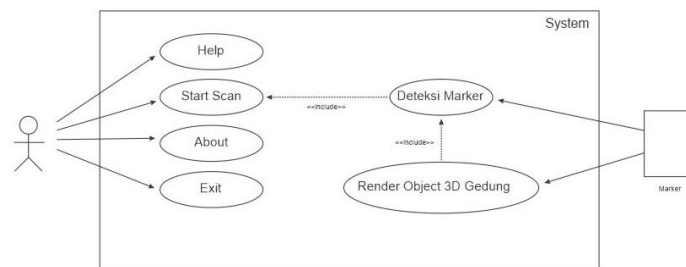 System
Help
Start Scan
<<Include>>
Deteksi Marker
About
<<Include>>
Exit
Render Object 3D Gedung
Marker